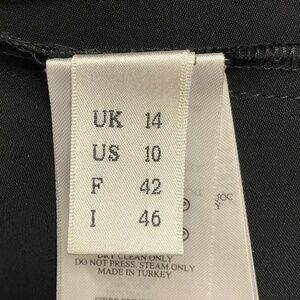 UK 14
US 10
F 42
I 46
DRY CLEAN ONLY
DO NOT PRESS. STEAM ONLY
MADE IN TURKEY